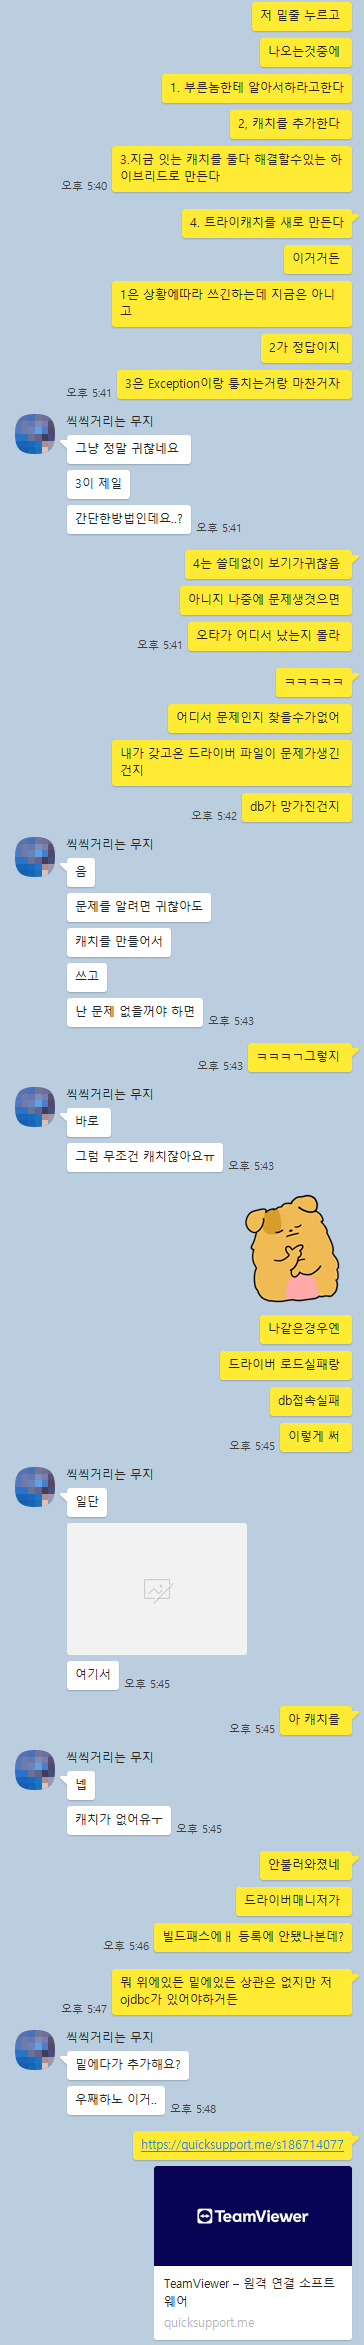 저 밑줄 누르고
나오는것중에
1. 부른놈한테 알아서하라고한다
2, 캐치를 추가한다
3.지금 잇는 캐치를 둘다 해결할수있는 하
이브리드로 만든다
오후 5:40
4. 트라이캐치를 새로 만든다
이거거든
1은 상황에따라 쓰긴하는데 지금은 아니
고
2가 정답이지
3은 Exception이랑 퉁치는거랑 마찬거자
오후 5:41
씩씩거리는 무지
그냥 정말 귀찮네요
3이 제일
간단한방법인데요..?
오후 5:41
4는 쓸데없이 보기가귀찮음
아니지 나중에 문제생겻으면
오타가 어디서 났는지 몰라
오후 5:41
ㅋㅋㅋㅋㅋ
어디서 문제인지 찾을수가없어
내가 갖고온 드라이버 파일이 문제가생긴
건지
db가 망가진건지
오후 5:42
씩씩거리는 무지
음
문제를 알려면 귀찮아도
캐치를 만들어서
쓰고
난 문제 없을꺼야 하면
오후 5:43
ㅋㅋㅋㄱ그렇지
오후 5:43
씩씩거리는 무지
바로
그럼 무조건 캐치잖아요ㅠ
오후 5:43
나같은경우엔
드라이버 로드실패랑
db접속실패
이렇게 써
오후 5:45
씩씩거리는 무지
일단
여기서
오후 5:45
아 캐치를
오후 5:45
씩씩거리는 무지
넵
캐치가 없어유ㅜ
오후 5:45
안불러와졌네
드라이버매니저가
빌드패스에ㅐ 등록에 안됐나본데?
오후 5:46
뭐 위에있든 밑에있든 상관은 없지만 저
ojdbc가 있어야하거든
오후 5:47
씩씩거리는 무지
밑에다가 추가해요?
우째하노 이거..
오후 5:48
https://quicksupport.me/s186714077
TeamViewer
TeamViewer – 원격 연결 소프트
웨어
quicksupport.me